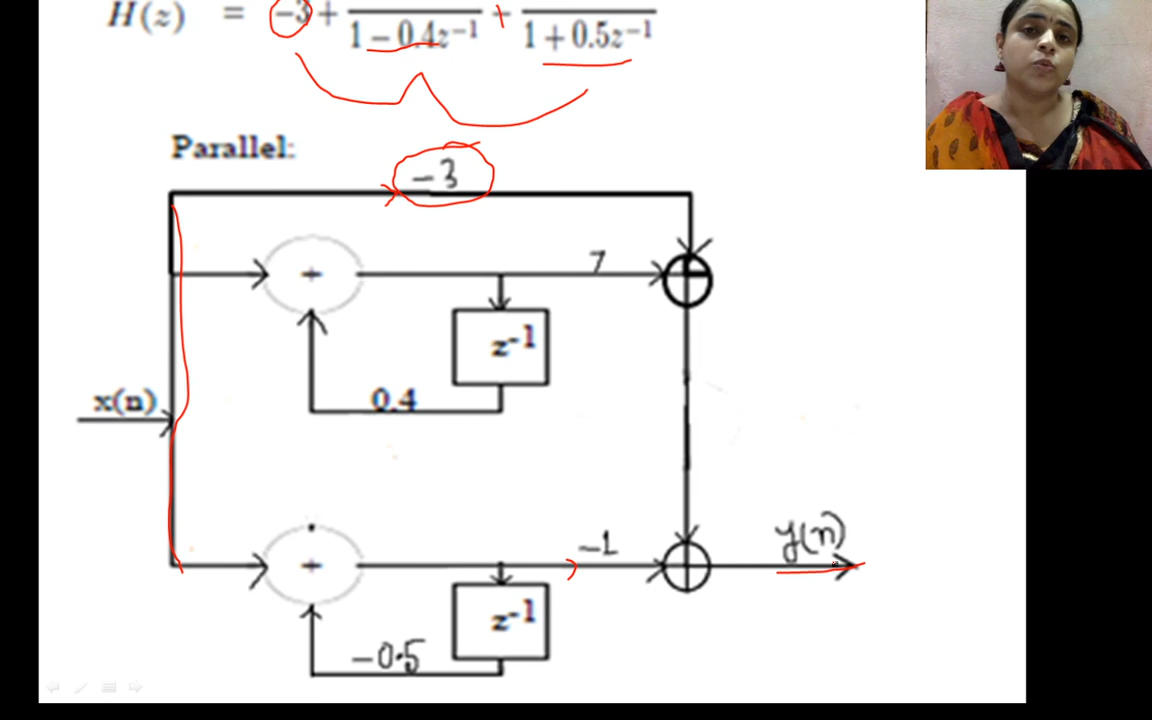 H(z) = -3 + 1 - 0.4z⁻¹ + 1 + 0.5z⁻¹
Parallel:
-3
+
7
z⁻¹
0.4
x(n)
+
-1
y(n)
z⁻¹
-0.5